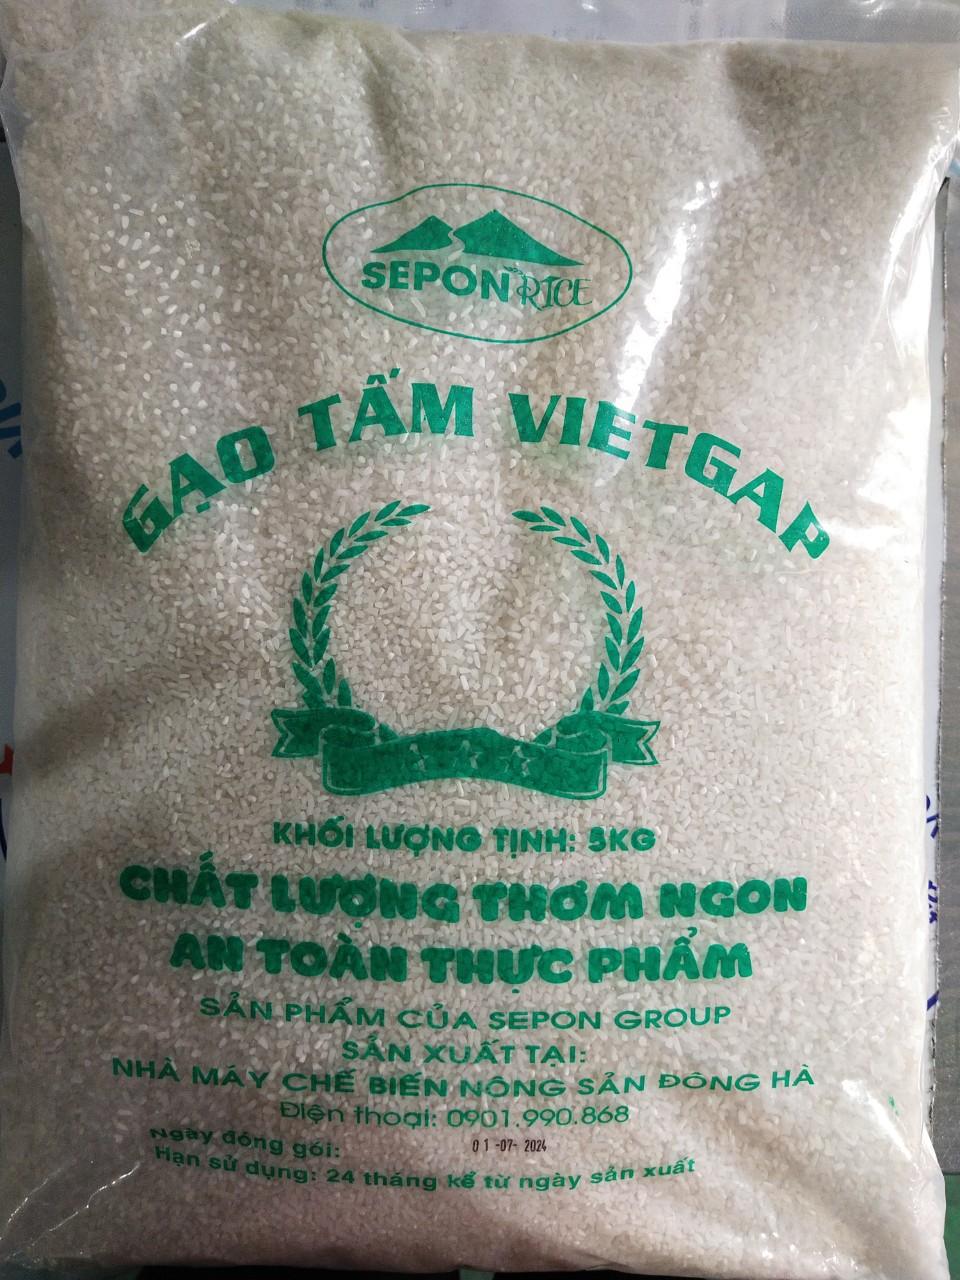 SEPON RICE
GẠO TẤM VIETGAP
KHỐI LƯỢNG TỊNH: 5KG
CHẤT LƯỢNG THƠM NGON
AN TOÀN THỰC PHẨM
SẢN PHẨM CỦA SEPON GROUP
SẢN XUẤT TẠI:
NHÀ MÁY CHẾ BIẾN NÔNG SẢN ĐÔNG HÀ
Điện thoại: 0901.990.868
Ngày đóng gói: 01-07-2024
Hạn sử dụng: 24 tháng kể từ ngày sản xuất